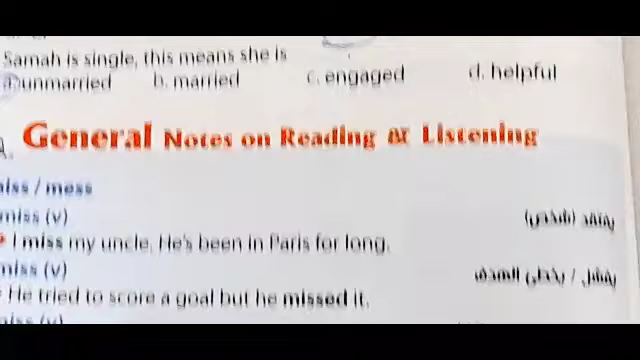 Samah is single, this means she is
a. unmarried b. married c. engaged d. helpful
General Notes on Reading & Listening
miss / mess
miss (v) يفتقد (شخص)
I miss my uncle. He's been in Paris for long.
miss (v) يفشل / يخطئ الهدف
He tried to score a goal but he missed it.
miss (v)